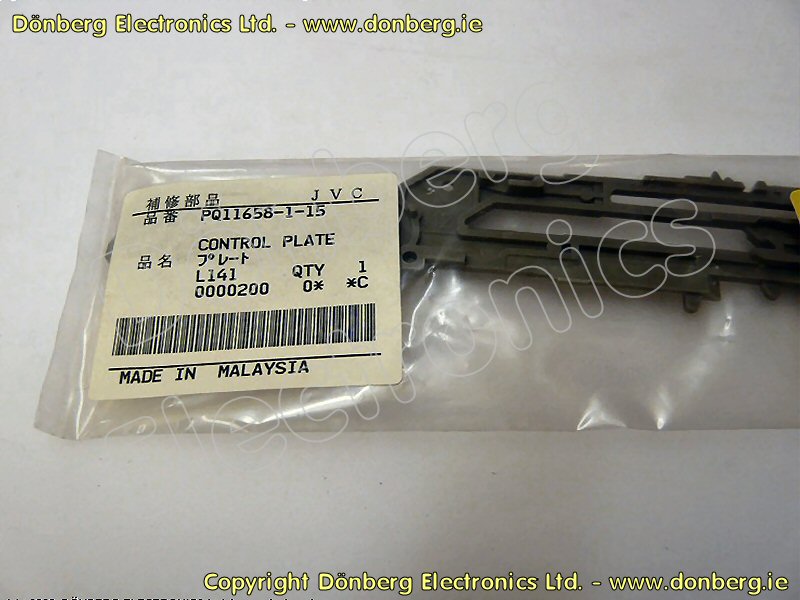 Dönberg Electronics Ltd. - www.donberg.ie
補修部品 JVC
品番 PQ11658-1-15
CONTROL PLATE
品名 プレート
L141 QTY 1
0000200 0* *C
MADE IN MALAYSIA
Dönberg
Electronics
Copyright Dönberg Electronics Ltd. - www.donberg.ie